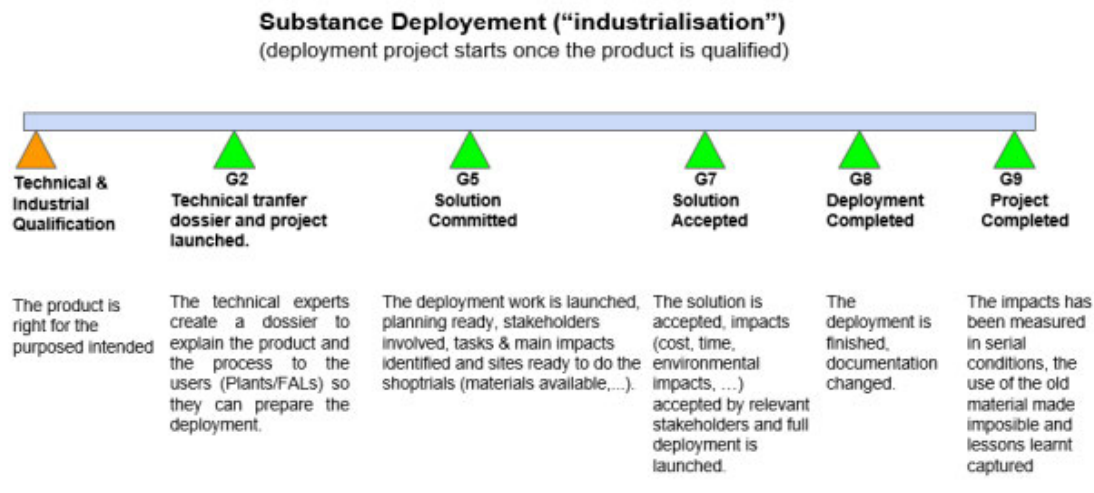 Substance Deployement (“industrialisation”)
(deployment project starts once the product is qualified)
Technical &
Industrial
Qualification
G2
Technical tranfer
dossier and project
launched.
G5
Solution
Committed
G7
Solution
Accepted
G8
Deployment
Completed
G9
Project
Completed
The product is
right for the
purposed intended
The technical experts
create a dossier to
explain the product and
the process to the
users (Plants/FALs) so
they can prepare the
deployment.
The deployment work is launched,
planning ready, stakeholders
involved, tasks & main impacts
identified and sites ready to do the
shoptrials (materials available,...).
The solution is
accepted, impacts
(cost, time,
environmental
impacts, …)
accepted by relevant
stakeholders and full
deployment is
launched.
The
deployment is
finished,
documentation
changed.
The impacts has
been measured
in serial
conditions, the
use of the old
material made
imposible and
lessons learnt
captured